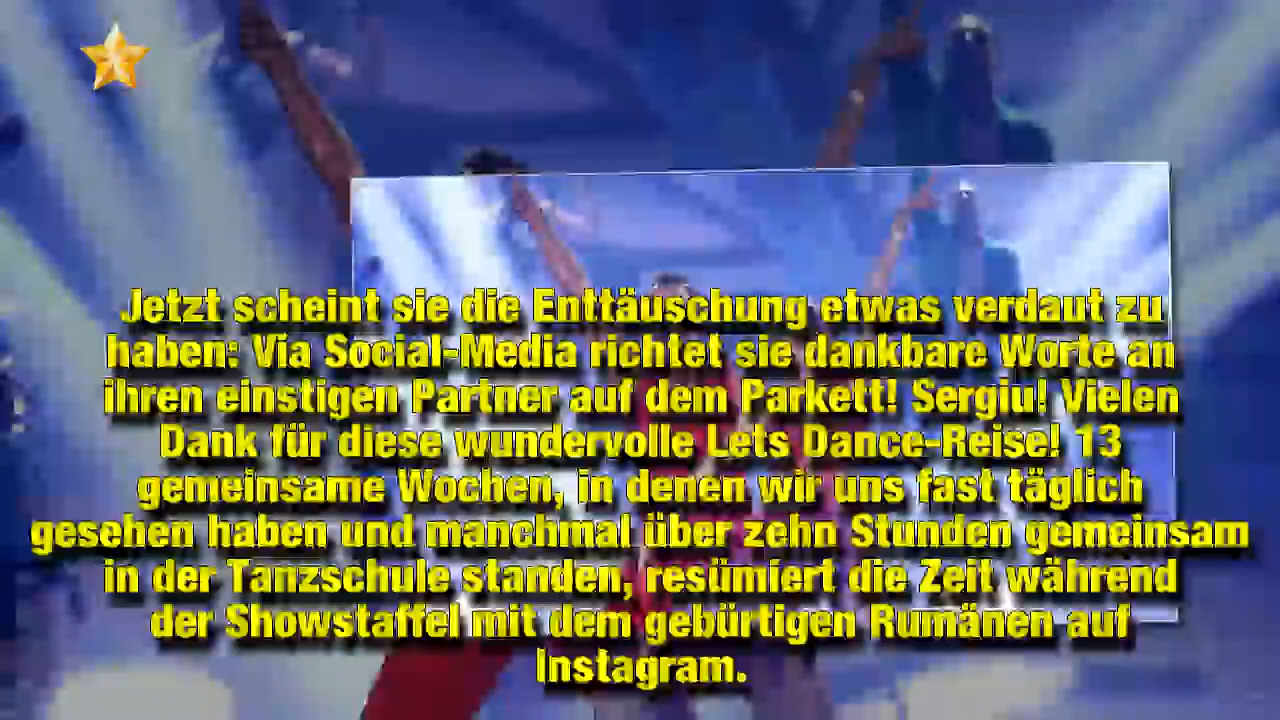 Jetzt scheint sie die Enttäuschung etwas verdaut zu
haben: Via Social-Media richtet sie dankbare Worte an
ihren einstigen Partner auf dem Parkett! Sergiu! Vielen
Dank für diese wundervolle Lets Dance-Reise! 13
gemeinsame Wochen, in denen wir uns fast täglich
gesehen haben und manchmal über zehn Stunden gemeinsam
in der Tanzschule standen, resümiert die Zeit während
der Showstaffel mit dem gebürtigen Rumänen auf
Instagram.